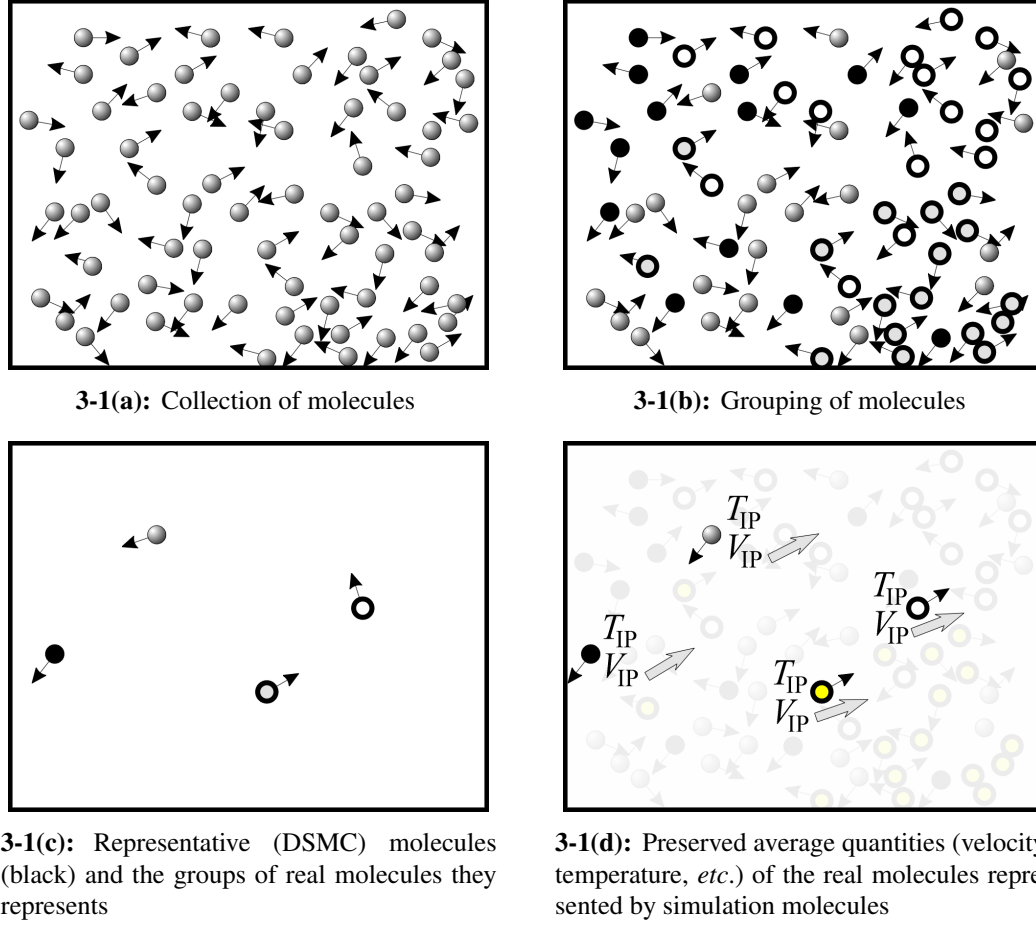 3-1(a): Collection of molecules
3-1(b): Grouping of molecules
T_IP
V_IP
T_IP
V_IP
T_IP
V_IP
T_IP
V_IP
3-1(c): Representative (DSMC) molecules
(black) and the groups of real molecules they
represents
3-1(d): Preserved average quantities (velocity
temperature, etc.) of the real molecules repre-
sented by simulation molecules